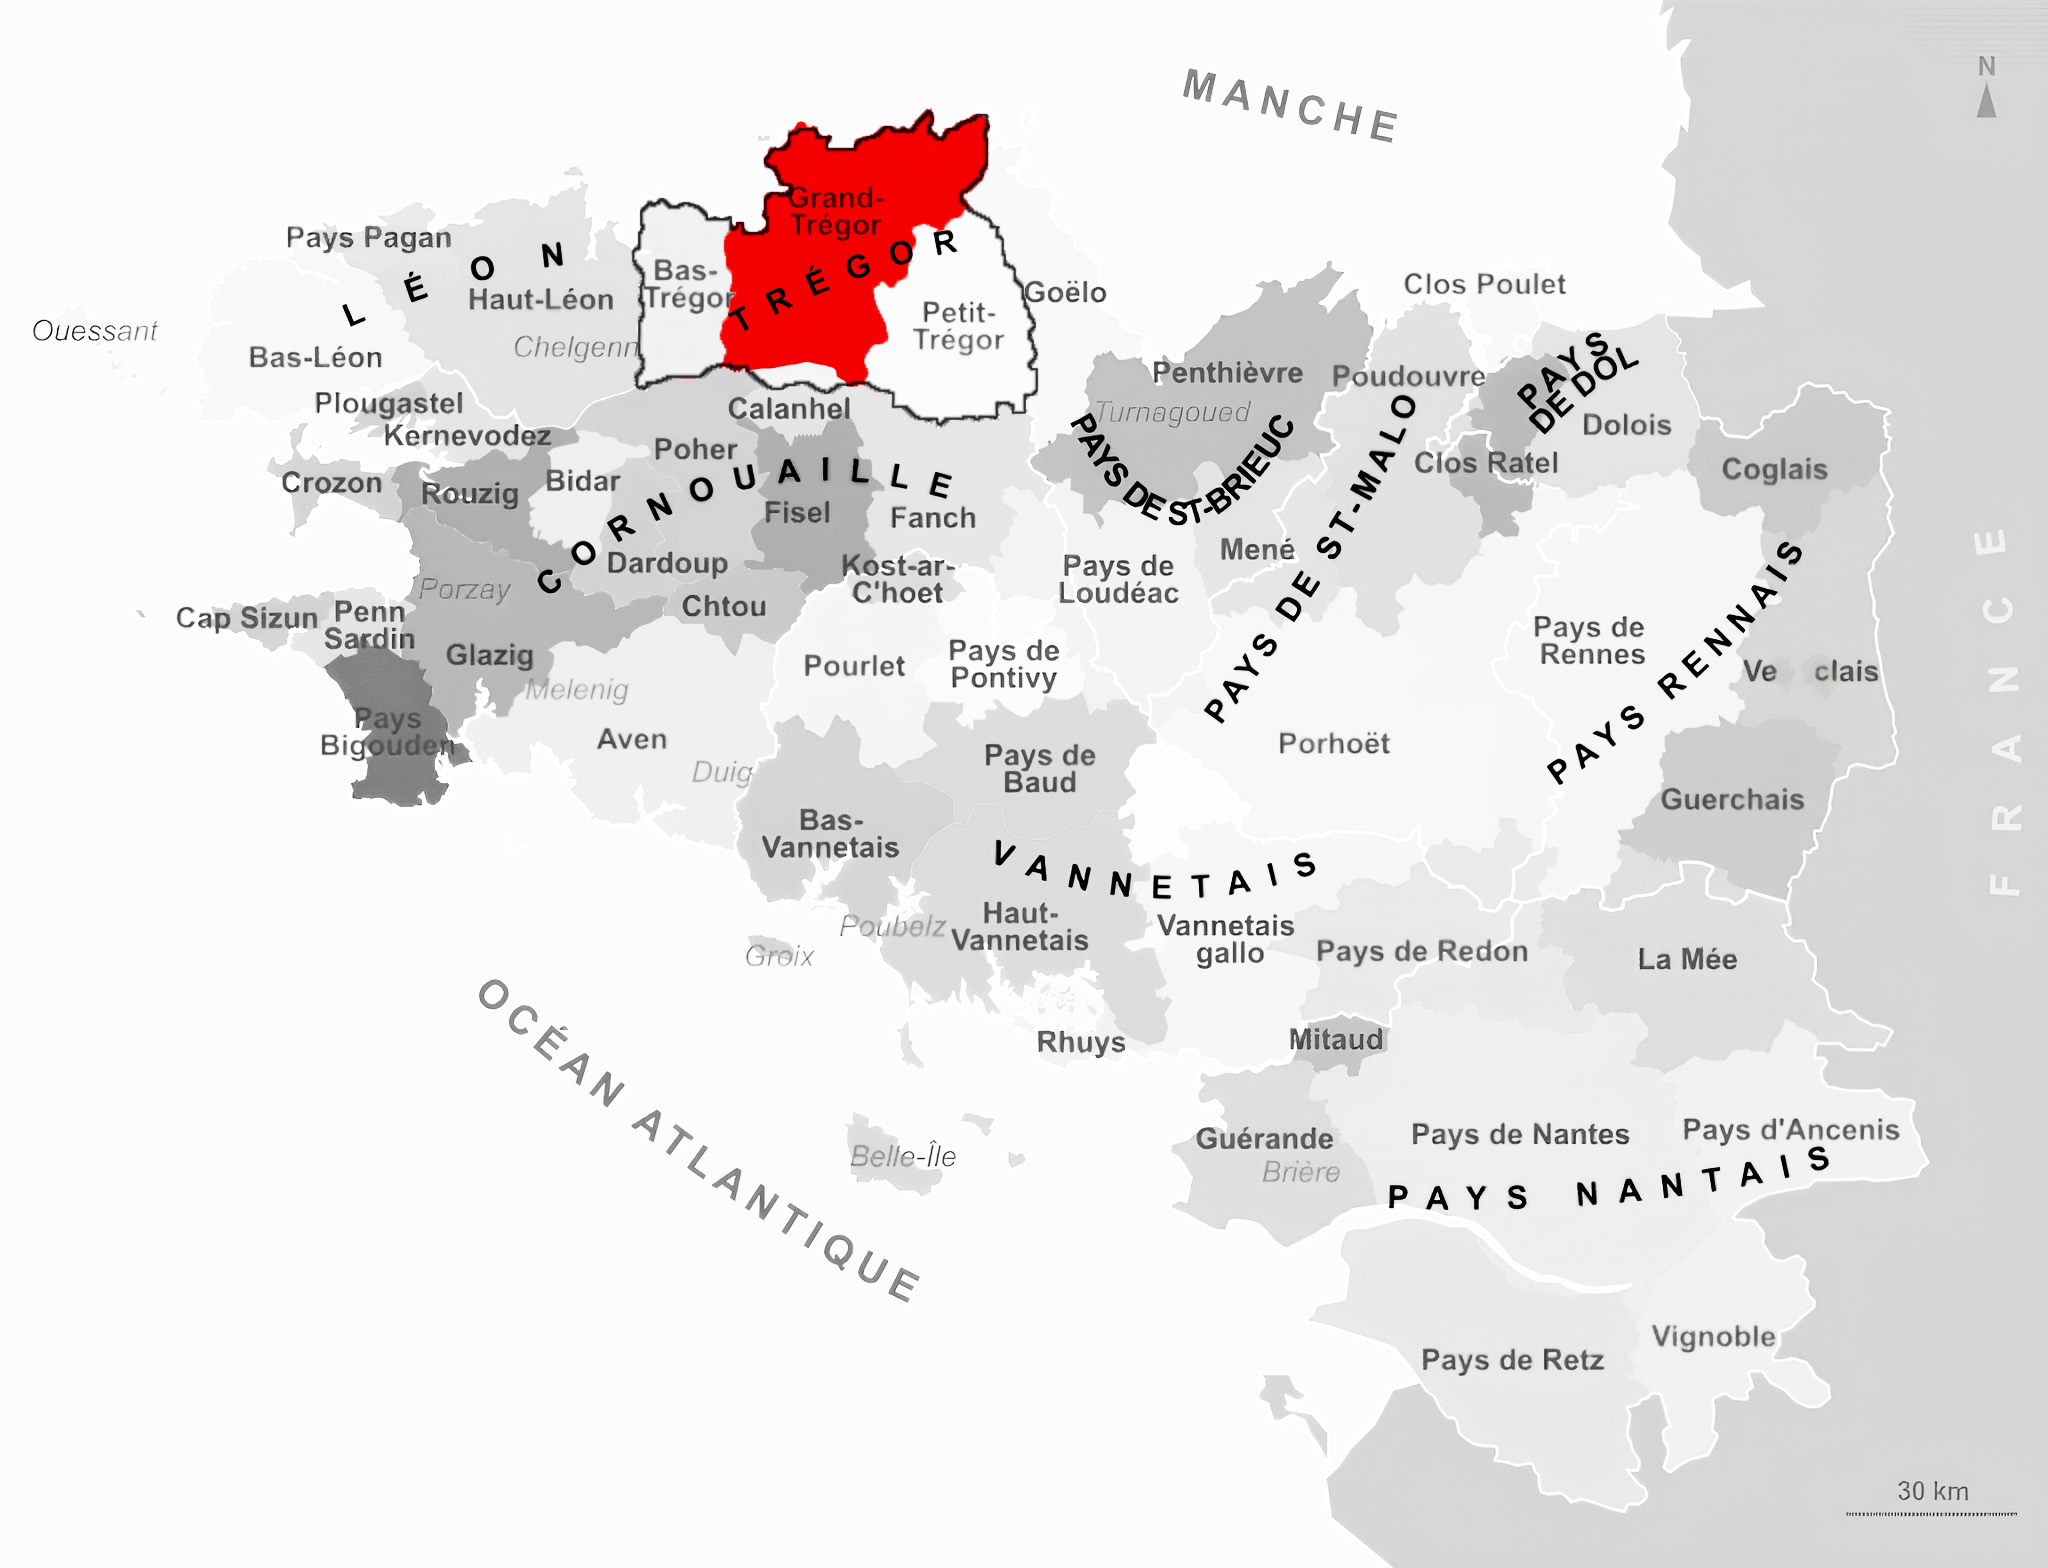 MANCHE
N
Grand-
Trégor
TRÉGOR
Bas-
Trégor
Petit-
Trégor
Goëlo
Pays Pagan
LÉON
Haut-Léon
Chelgenn
Ouessant
Bas-Léon
Plougastel
Kernevodez
Clos Poulet
Penthièvre
Turnagoued
PAYS DE ST-BRIEUC
Poudouvre
PAYS
DE DOL
Dolois
Clos Ratel
Coglais
PAYS DE ST-MALO
Calanhel
Poher
CORNOUAILLE
Crozon
Rouzig
Bidar
Fisel
Fanch
Dardoup
Kost-ar-
C'hoet
Pays de
Loudéac
Mené
Porzay
Chtou
Cap Sizun
Penn
Sardin
Glazig
Melenig
Pourlet
Pays de
Pontivy
Pays de
Rennes
PAYS RENNAIS
clais
FRANCE
Pays
Bigouden
Aven
Duig
Pays de
Baud
Porhoët
Guerchais
Bas-
Vannetais
VANNETAIS
Poubelz
Groix
Haut-
Vannetais
Vannetais
gallo
Pays de Redon
La Mée
Rhuys
Mitaud
OCÉAN ATLANTIQUE
Belle-Île
Guérande
Brière
Pays de Nantes
Pays d'Ancenis
PAYS NANTAIS
Pays de Retz
Vignoble
30 km